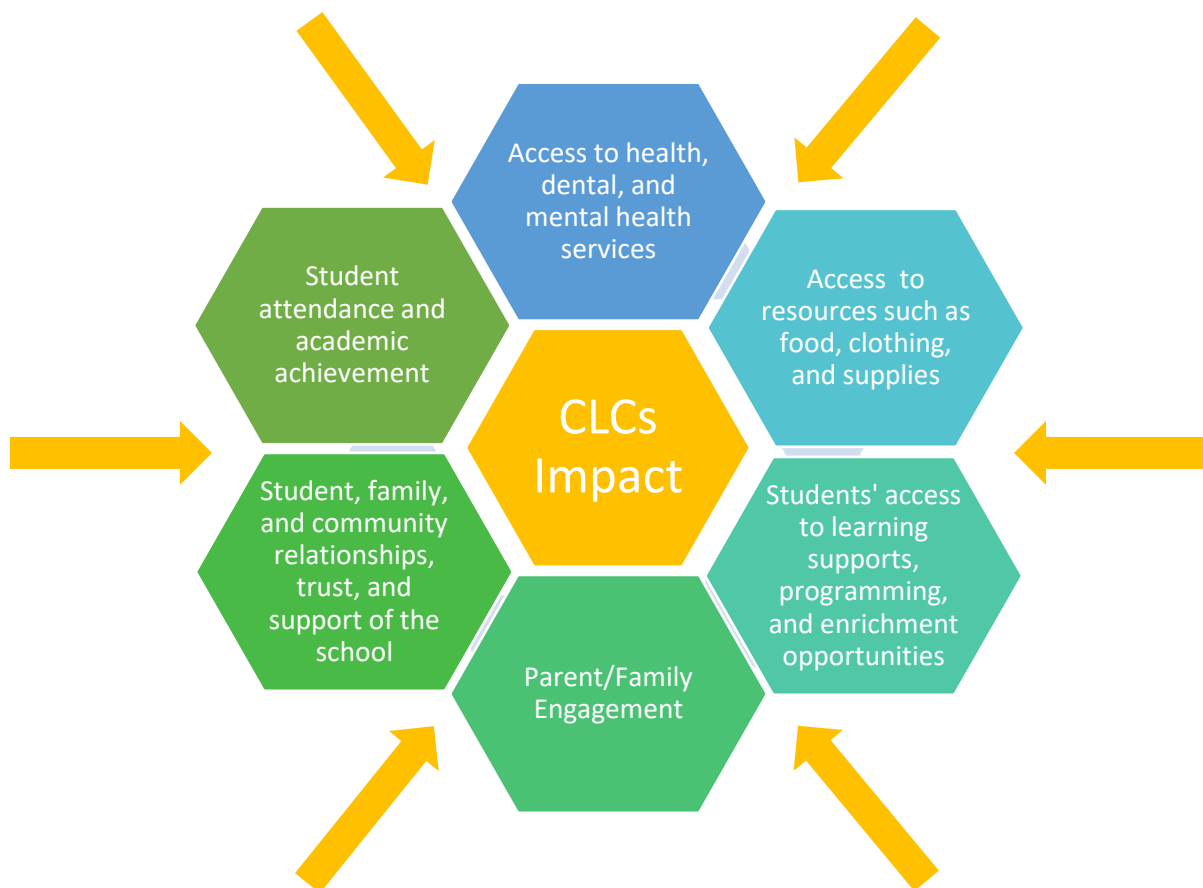 Access to health,
dental, and
mental health
services
Access  to
resources such as
food, clothing,
and supplies
Students' access
to learning
supports,
programming,
and enrichment
opportunities
Parent/Family
Engagement
Student, family,
and community
relationships,
trust, and
support of the
school
Student
attendance and
academic
achievement
CLCs
Impact